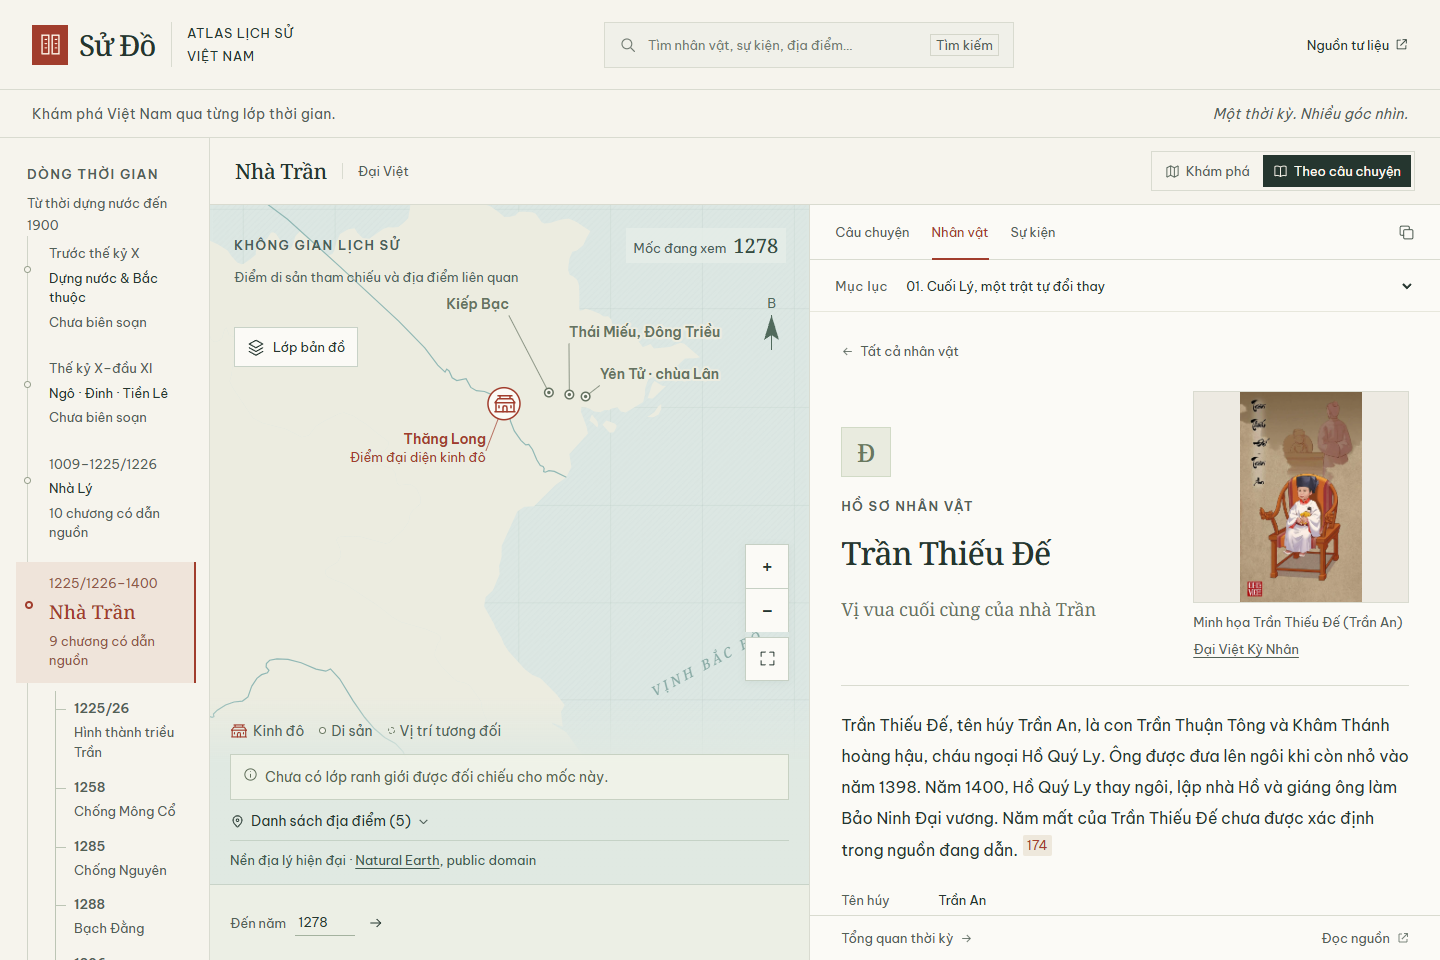 Sử Đồ
ATLAS LỊCH SỬ
VIỆT NAM
Tìm nhân vật, sự kiện, địa điểm...
Tìm kiếm
Nguồn tư liệu
Khám phá Việt Nam qua từng lớp thời gian.
Một thời kỳ. Nhiều góc nhìn.
DÒNG THỜI GIAN
Từ thời dựng nước đến
1900
Trước thế kỷ X
Dựng nước & Bắc
thuộc
Chưa biên soạn
Thế kỷ X–đầu XI
Ngô · Đinh · Tiền Lê
Chưa biên soạn
1009–1225/1226
Nhà Lý
10 chương có dẫn
nguồn
1225/1226–1400
Nhà Trần
9 chương có dẫn
nguồn
1225/26
Hình thành triều
Trần
1258
Chống Mông Cổ
1285
Chống Nguyên
1288
Bạch Đằng
Nhà Trần
Đại Việt
Khám phá
Theo câu chuyện
KHÔNG GIAN LỊCH SỬ
Điểm di sản tham chiếu và địa điểm liên quan
Mốc đang xem 1278
B
Lớp bản đồ
Kiếp Bạc
Thái Miếu, Đông Triều
Yên Tử · chùa Lân
Thăng Long
Điểm đại diện kinh đô
+
−
VỊNH BẮC BỘ
Kinh đô
Di sản
Vị trí tương đối
Chưa có lớp ranh giới được đối chiếu cho mốc này.
Danh sách địa điểm (5)
Nền địa lý hiện đại · Natural Earth, public domain
Đến năm 1278 →
Câu chuyện
Nhân vật
Sự kiện
Mục lục
01. Cuối Lý, một trật tự đổi thay
← Tất cả nhân vật
Đ
HỒ SƠ NHÂN VẬT
Trần Thiếu Đế
Vị vua cuối cùng của nhà Trần
Minh họa Trần Thiếu Đế (Trần An)
Đại Việt Kỳ Nhân
Trần Thiếu Đế, tên húy Trần An, là con Trần Thuận Tông và Khâm Thánh
hoàng hậu, cháu ngoại Hồ Quý Ly. Ông được đưa lên ngôi khi còn nhỏ vào
năm 1398. Năm 1400, Hồ Quý Ly thay ngôi, lập nhà Hồ và giáng ông làm
Bảo Ninh Đại vương. Năm mất của Trần Thiếu Đế chưa được xác định
trong nguồn đang dẫn. 174
Tên húy
Trần An
Tổng quan thời kỳ →
Đọc nguồn